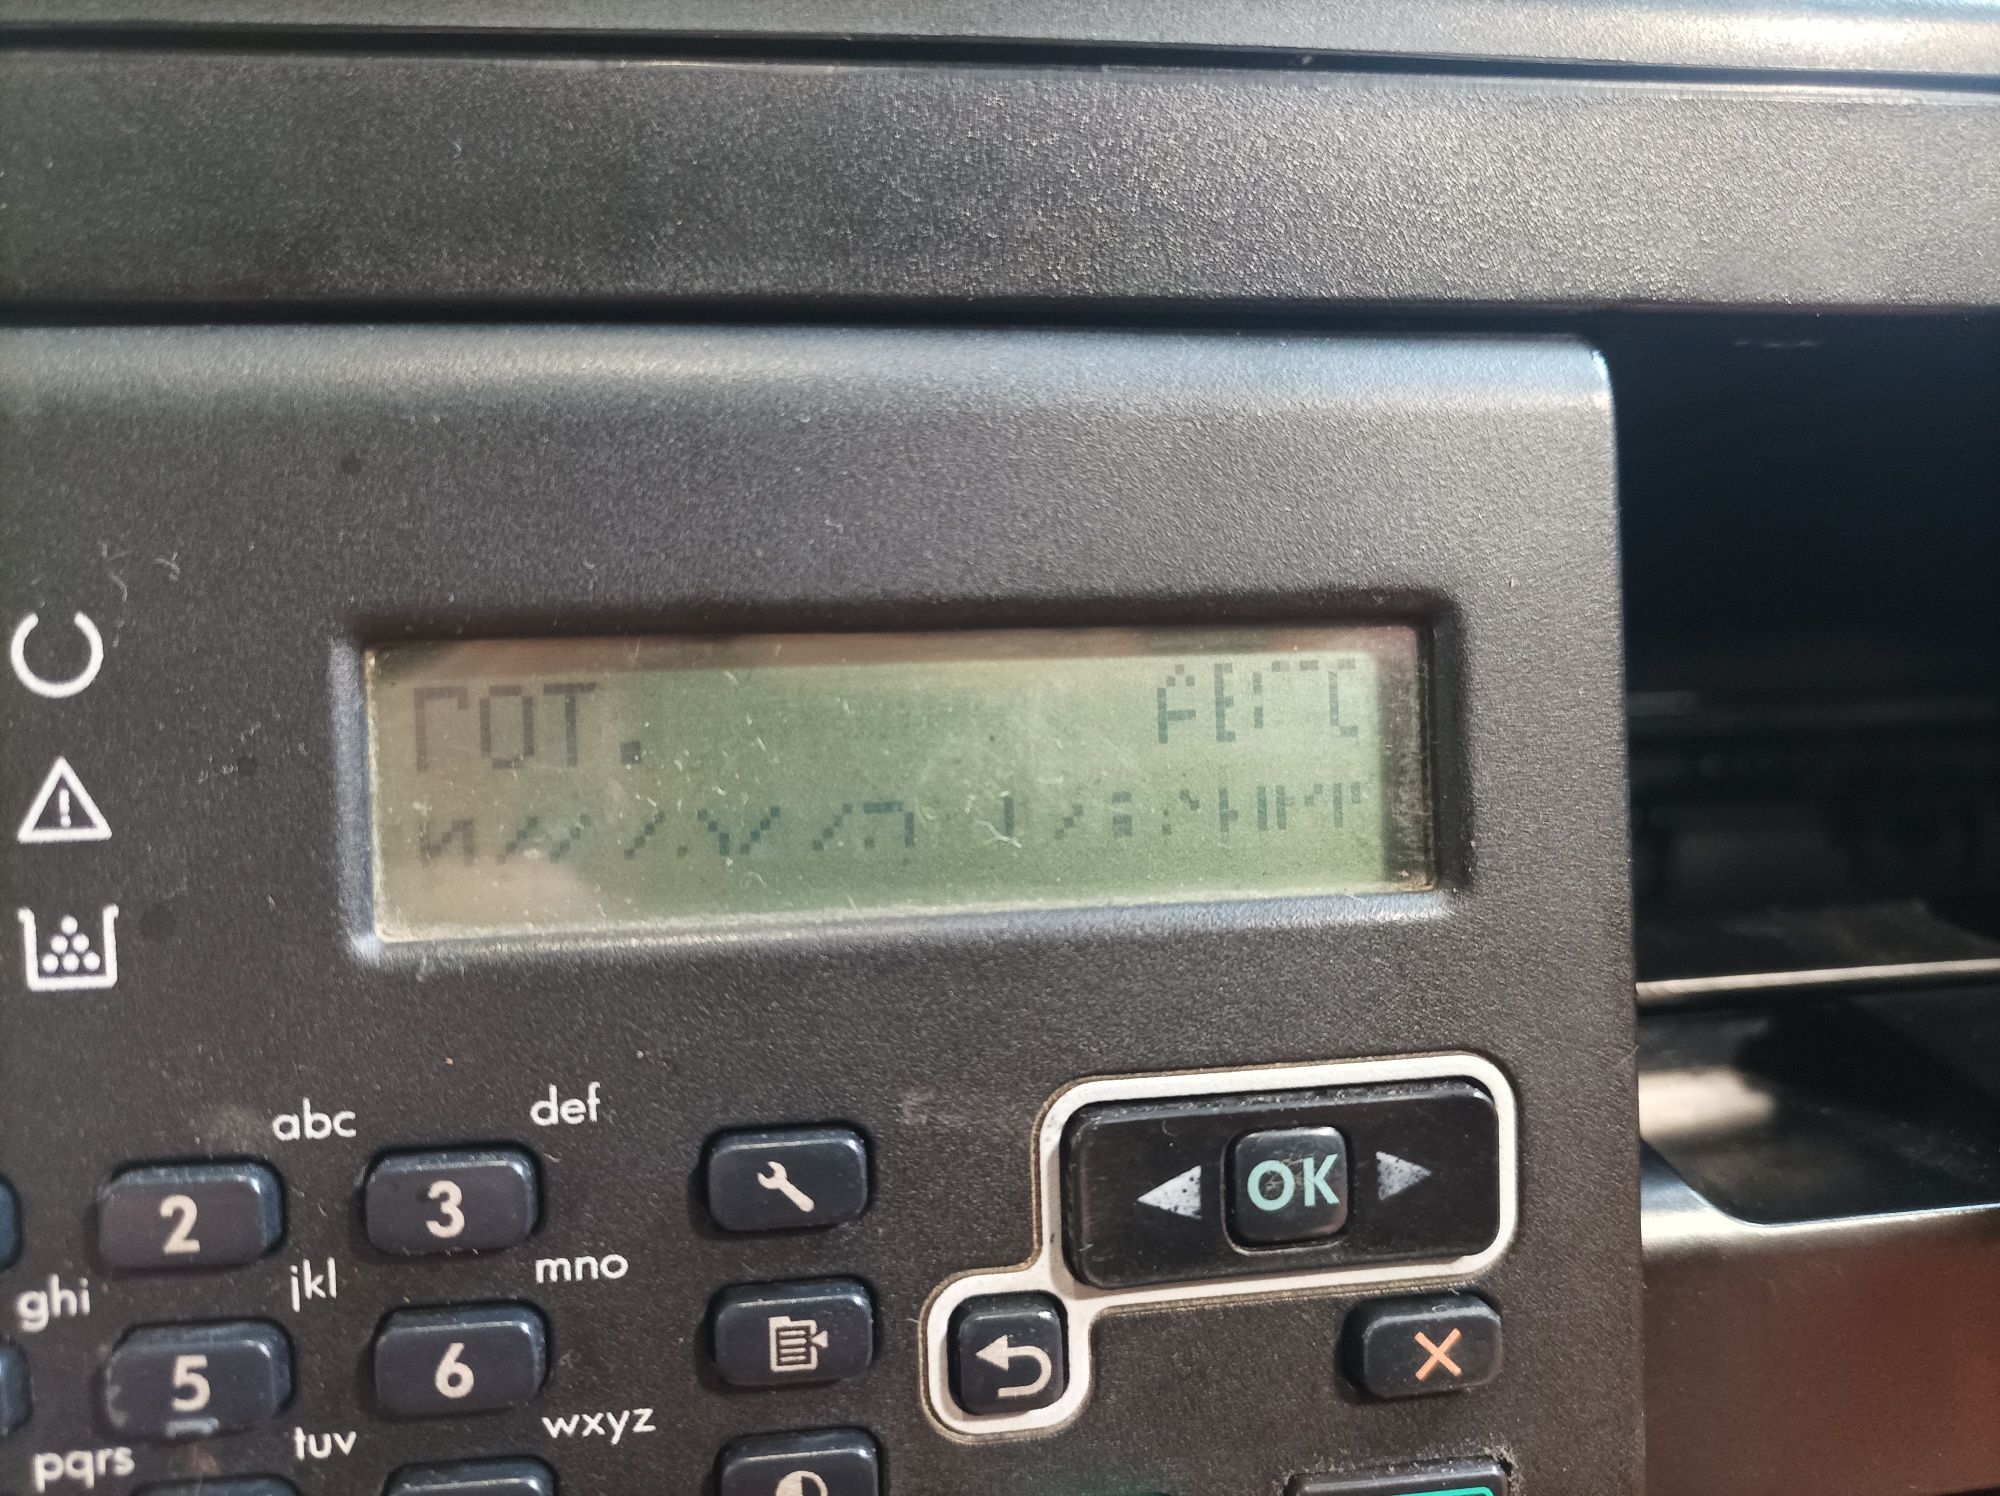 ГОТ.
abc
def
2
3
OK
ghi
jkl
mno
5
6
pqrs
tuv
wxyz